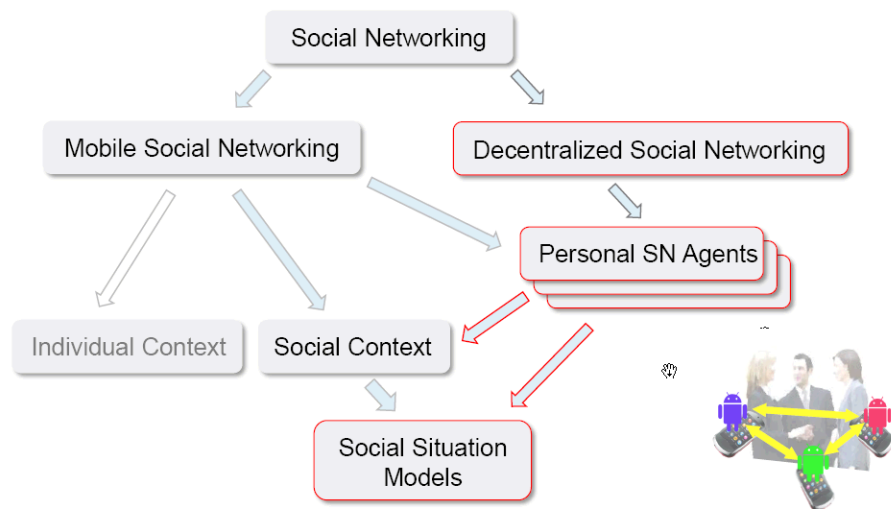 Social Networking
Mobile Social Networking
Decentralized Social Networking
Personal SN Agents
Individual Context
Social Context
Social Situation
Models